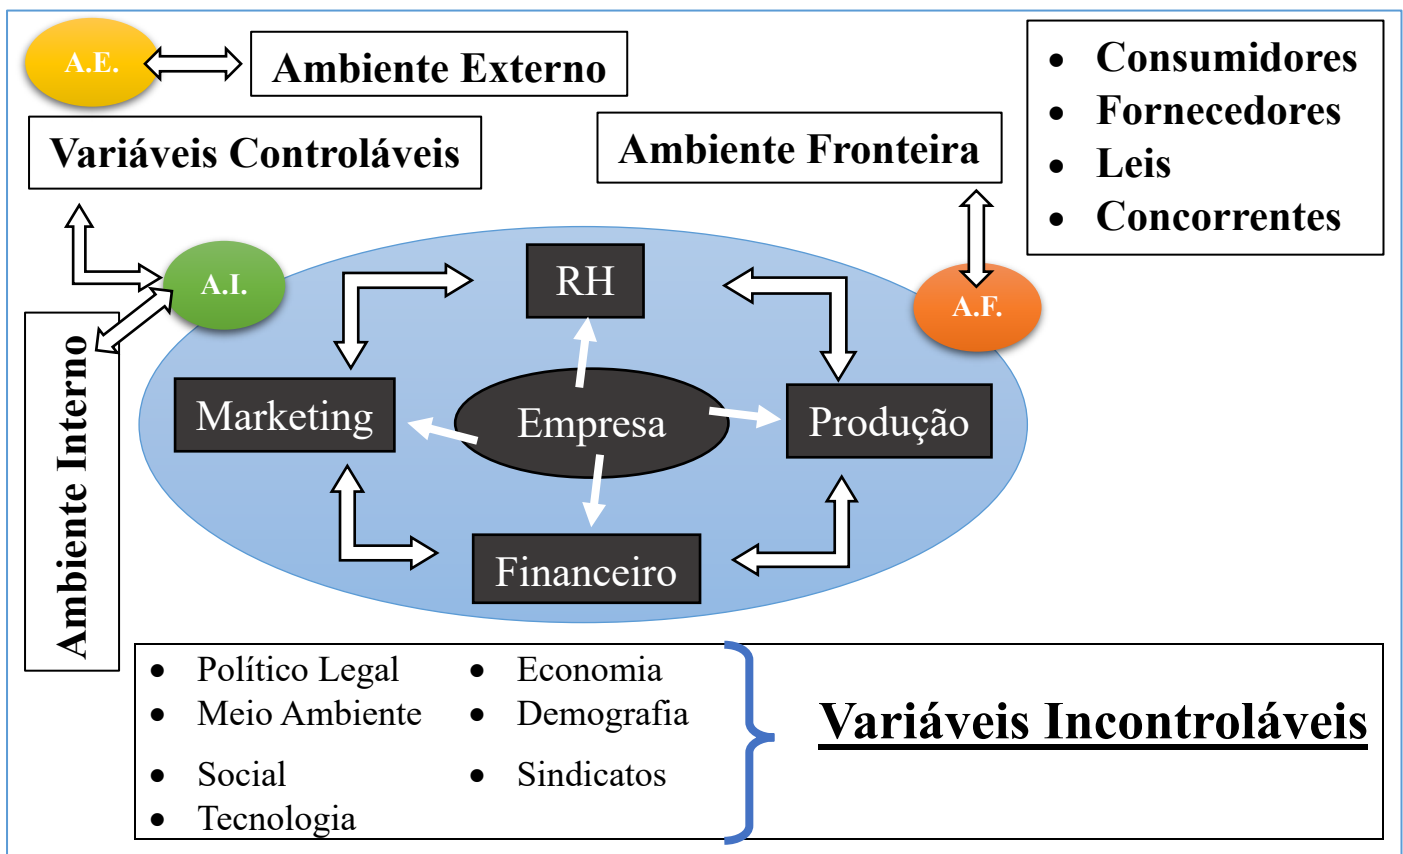 A.E.
Ambiente Externo
• Consumidores
• Fornecedores
• Leis
• Concorrentes
Variáveis Controláveis
Ambiente Fronteira
A.I.
A.F.
Ambiente Interno
RH
Marketing
Empresa
Produção
Financeiro
• Político Legal
• Meio Ambiente
• Social
• Tecnologia
• Economia
• Demografia
• Sindicatos
Variáveis Incontroláveis